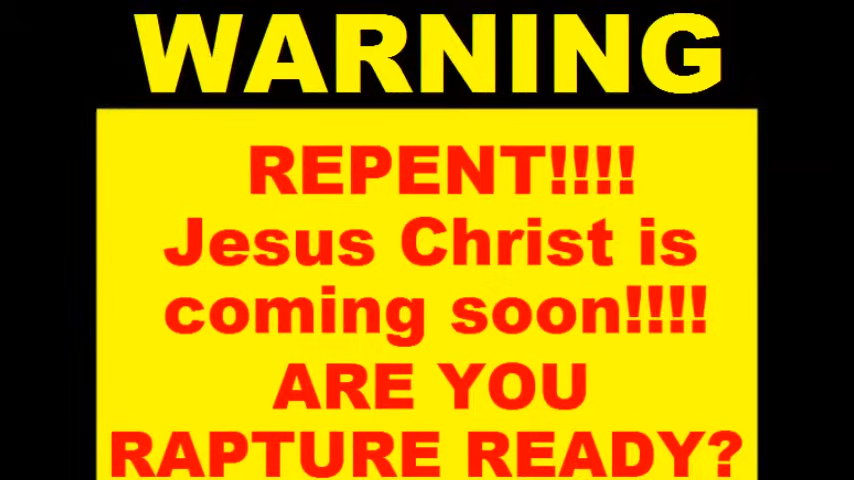 WARNING
REPENT!!!!
Jesus Christ is
coming soon!!!!
ARE YOU
RAPTURE READY?